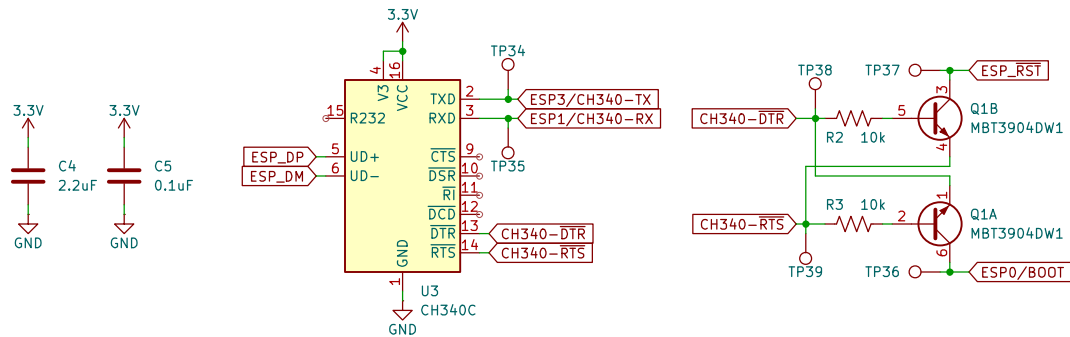 3.3V
C4
2.2uF
GND
3.3V
C5
0.1uF
GND
3.3V
4
16
V3
VCC
15
R232
5
UD+
6
UD-
ESP_DP
ESP_DM
TXD
2
RXD
3
CTS
9
DSR
10
RI
11
DCD
12
DTR
13
RTS
14
GND
1
GND
U3
CH340C
TP34
ESP3/CH340-TX
ESP1/CH340-RX
TP35
CH340-DTR
CH340-RTS
TP38
TP37
ESP_RST
CH340-DTR
R2
10k
5
3
4
Q1B
MBT3904DW1
CH340-RTS
R3
10k
2
1
6
Q1A
MBT3904DW1
TP39
TP36
ESP0/BOOT